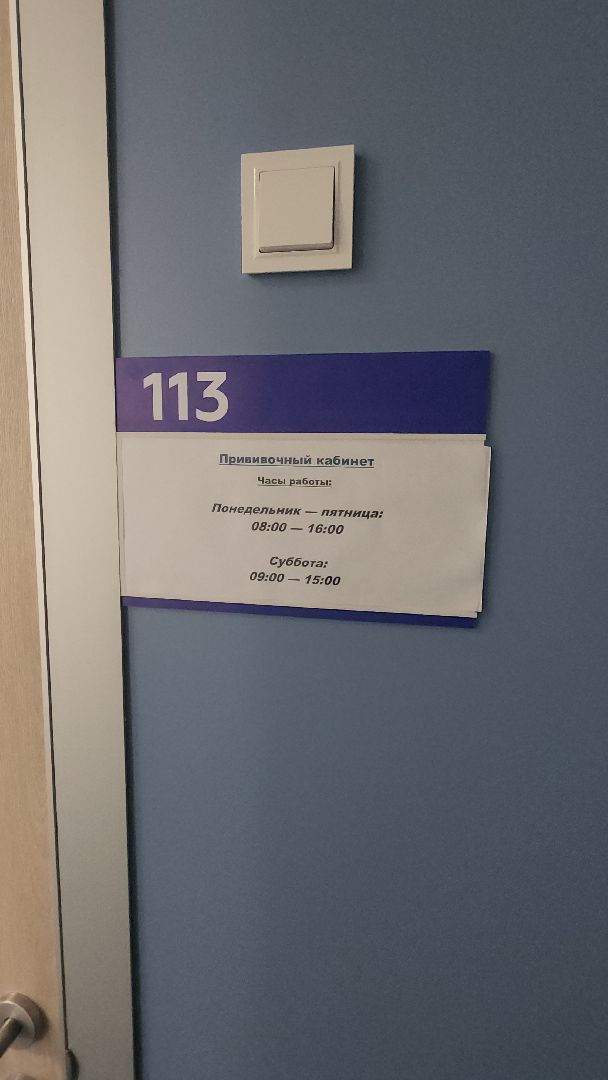 113
Прививочный кабинет
Часы работы:
Понедельник — пятница:
08:00 — 16:00
Суббота:
09:00 — 15:00